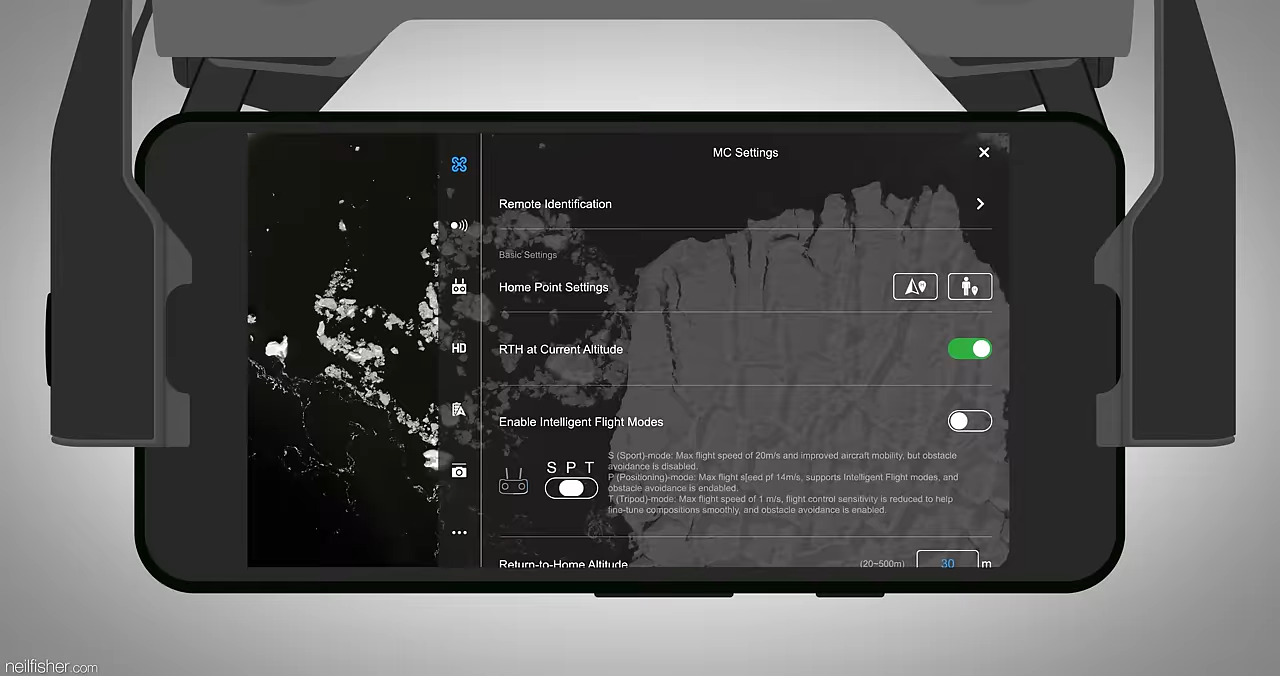 MC Settings
Remote Identification
Basic Settings
Home Point Settings
RTH at Current Altitude
HD
Enable Intelligent Flight Modes
S P T
S (Sport)-mode: Max flight speed of 20m/s and improved aircraft mobility, but obstacle
avoidance is disabled.
P (Positioning)-mode: Max flight s[eed pf 14m/s, supports Intelligent Flight modes, and
obstacle avoidance is endabled.
T (Tripod)-mode: Max flight speed of 1 m/s, flight control sensitivity is reduced to help
fine-tune compositions smoothly, and obstacle avoidance is enabled.
Return-to-Home Altitude (20~500m) 30 m
neilfisher.com